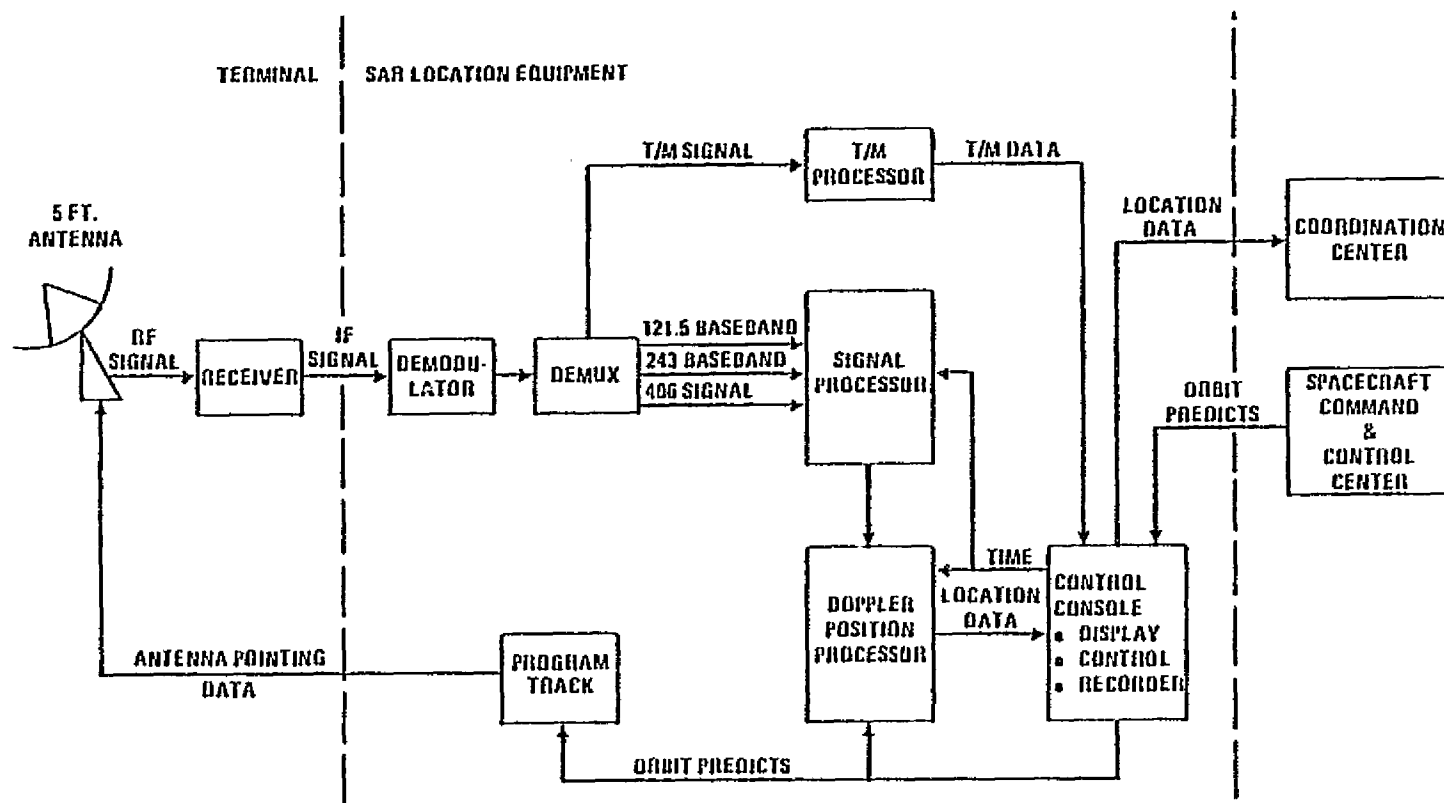 TERMINAL
SAR LOCATION EQUIPMENT
5 FT.
ANTENNA
RF
SIGNAL
RECEIVER
IF
SIGNAL
DEMODU-
LATOR
DEMUX
T/M SIGNAL
T/M
PROCESSOR
T/M DATA
121.5 BASEBAND
243 BASEBAND
406 SIGNAL
SIGNAL
PROCESSOR
LOCATION
DATA
COORDINATION
CENTER
ORBIT
PREDICTS
SPACECRAFT
COMMAND
&
CONTROL
CENTER
TIME
LOCATION
DATA
DOPPLER
POSITION
PROCESSOR
CONTROL
CONSOLE
• DISPLAY
• CONTROL
• RECORDER
ANTENNA POINTING
DATA
PROGRAM
TRACK
ORBIT PREDICTS